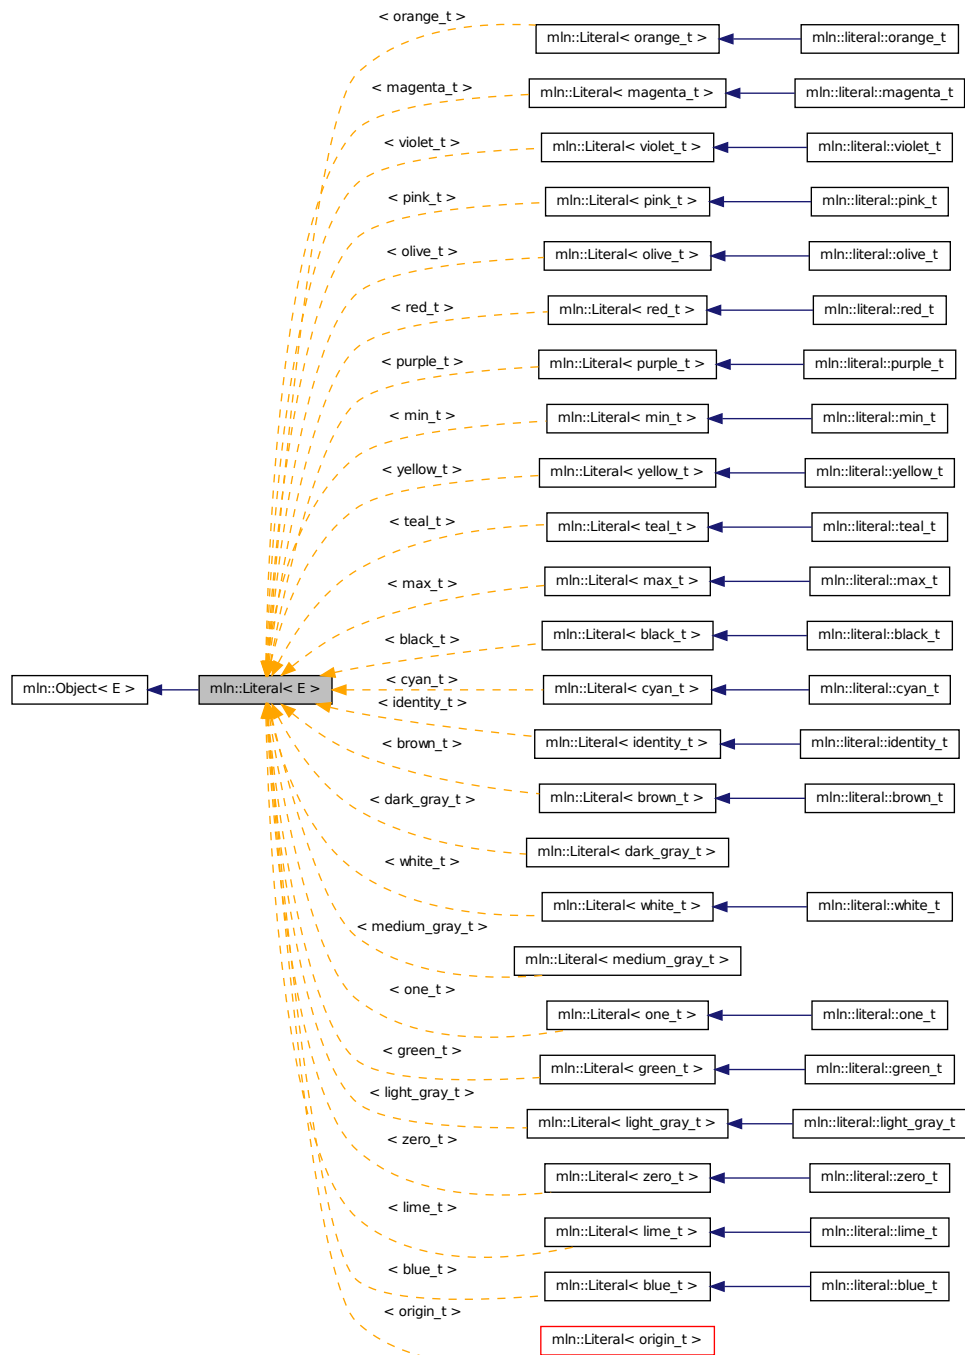 < orange_t >
mln::Literal< orange_t >
mln::literal::orange_t
< magenta_t >
mln::Literal< magenta_t >
mln::literal::magenta_t
< violet_t >
mln::Literal< violet_t >
mln::literal::violet_t
< pink_t >
mln::Literal< pink_t >
mln::literal::pink_t
< olive_t >
mln::Literal< olive_t >
mln::literal::olive_t
< red_t >
mln::Literal< red_t >
mln::literal::red_t
< purple_t >
mln::Literal< purple_t >
mln::literal::purple_t
< min_t >
mln::Literal< min_t >
mln::literal::min_t
< yellow_t >
mln::Literal< yellow_t >
mln::literal::yellow_t
< teal_t >
mln::Literal< teal_t >
mln::literal::teal_t
< max_t >
mln::Literal< max_t >
mln::literal::max_t
< black_t >
mln::Literal< black_t >
mln::literal::black_t
mln::Object< E >
mln::Literal< E >
< cyan_t >
mln::Literal< cyan_t >
mln::literal::cyan_t
< identity_t >
mln::Literal< identity_t >
mln::literal::identity_t
< brown_t >
mln::Literal< brown_t >
mln::literal::brown_t
< dark_gray_t >
mln::Literal< dark_gray_t >
< white_t >
mln::Literal< white_t >
mln::literal::white_t
< medium_gray_t >
mln::Literal< medium_gray_t >
< one_t >
mln::Literal< one_t >
mln::literal::one_t
< green_t >
mln::Literal< green_t >
mln::literal::green_t
< light_gray_t >
mln::Literal< light_gray_t >
mln::literal::light_gray_t
< zero_t >
mln::Literal< zero_t >
mln::literal::zero_t
< lime_t >
mln::Literal< lime_t >
mln::literal::lime_t
< blue_t >
mln::Literal< blue_t >
mln::literal::blue_t
< origin_t >
mln::Literal< origin_t >